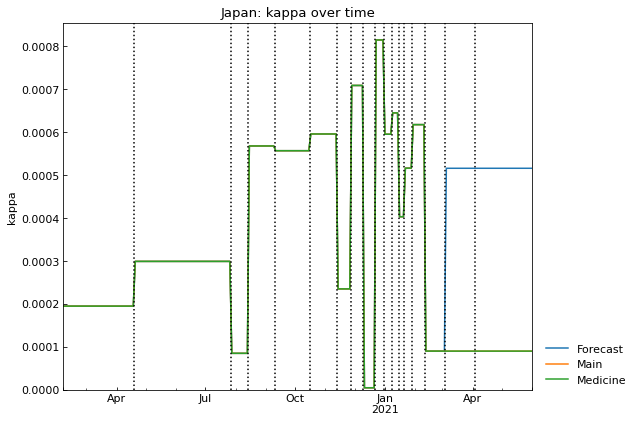 Japan: kappa over time
0.0008
0.0007
0.0006
0.0005
0.0004
0.0003
0.0002
0.0001
0.0000
kappa
Apr Jul Oct Jan Apr
2021
Forecast
Main
Medicine